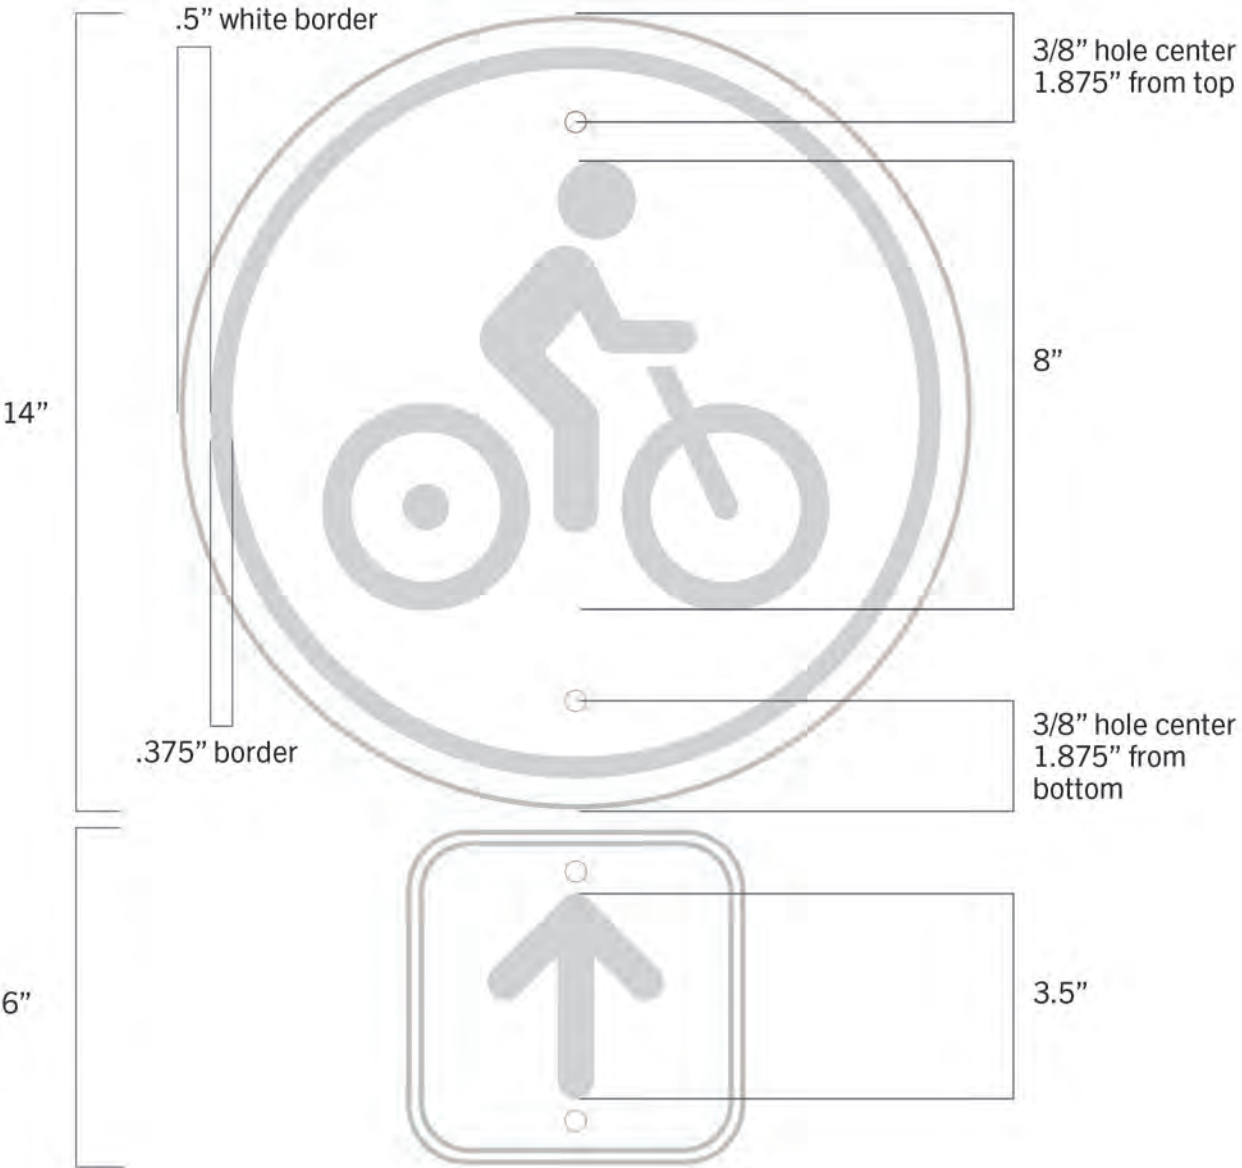 .5” white border
3/8” hole center
1.875” from top
14”
8”
.375” border
3/8” hole center
1.875” from
bottom
6”
3.5”